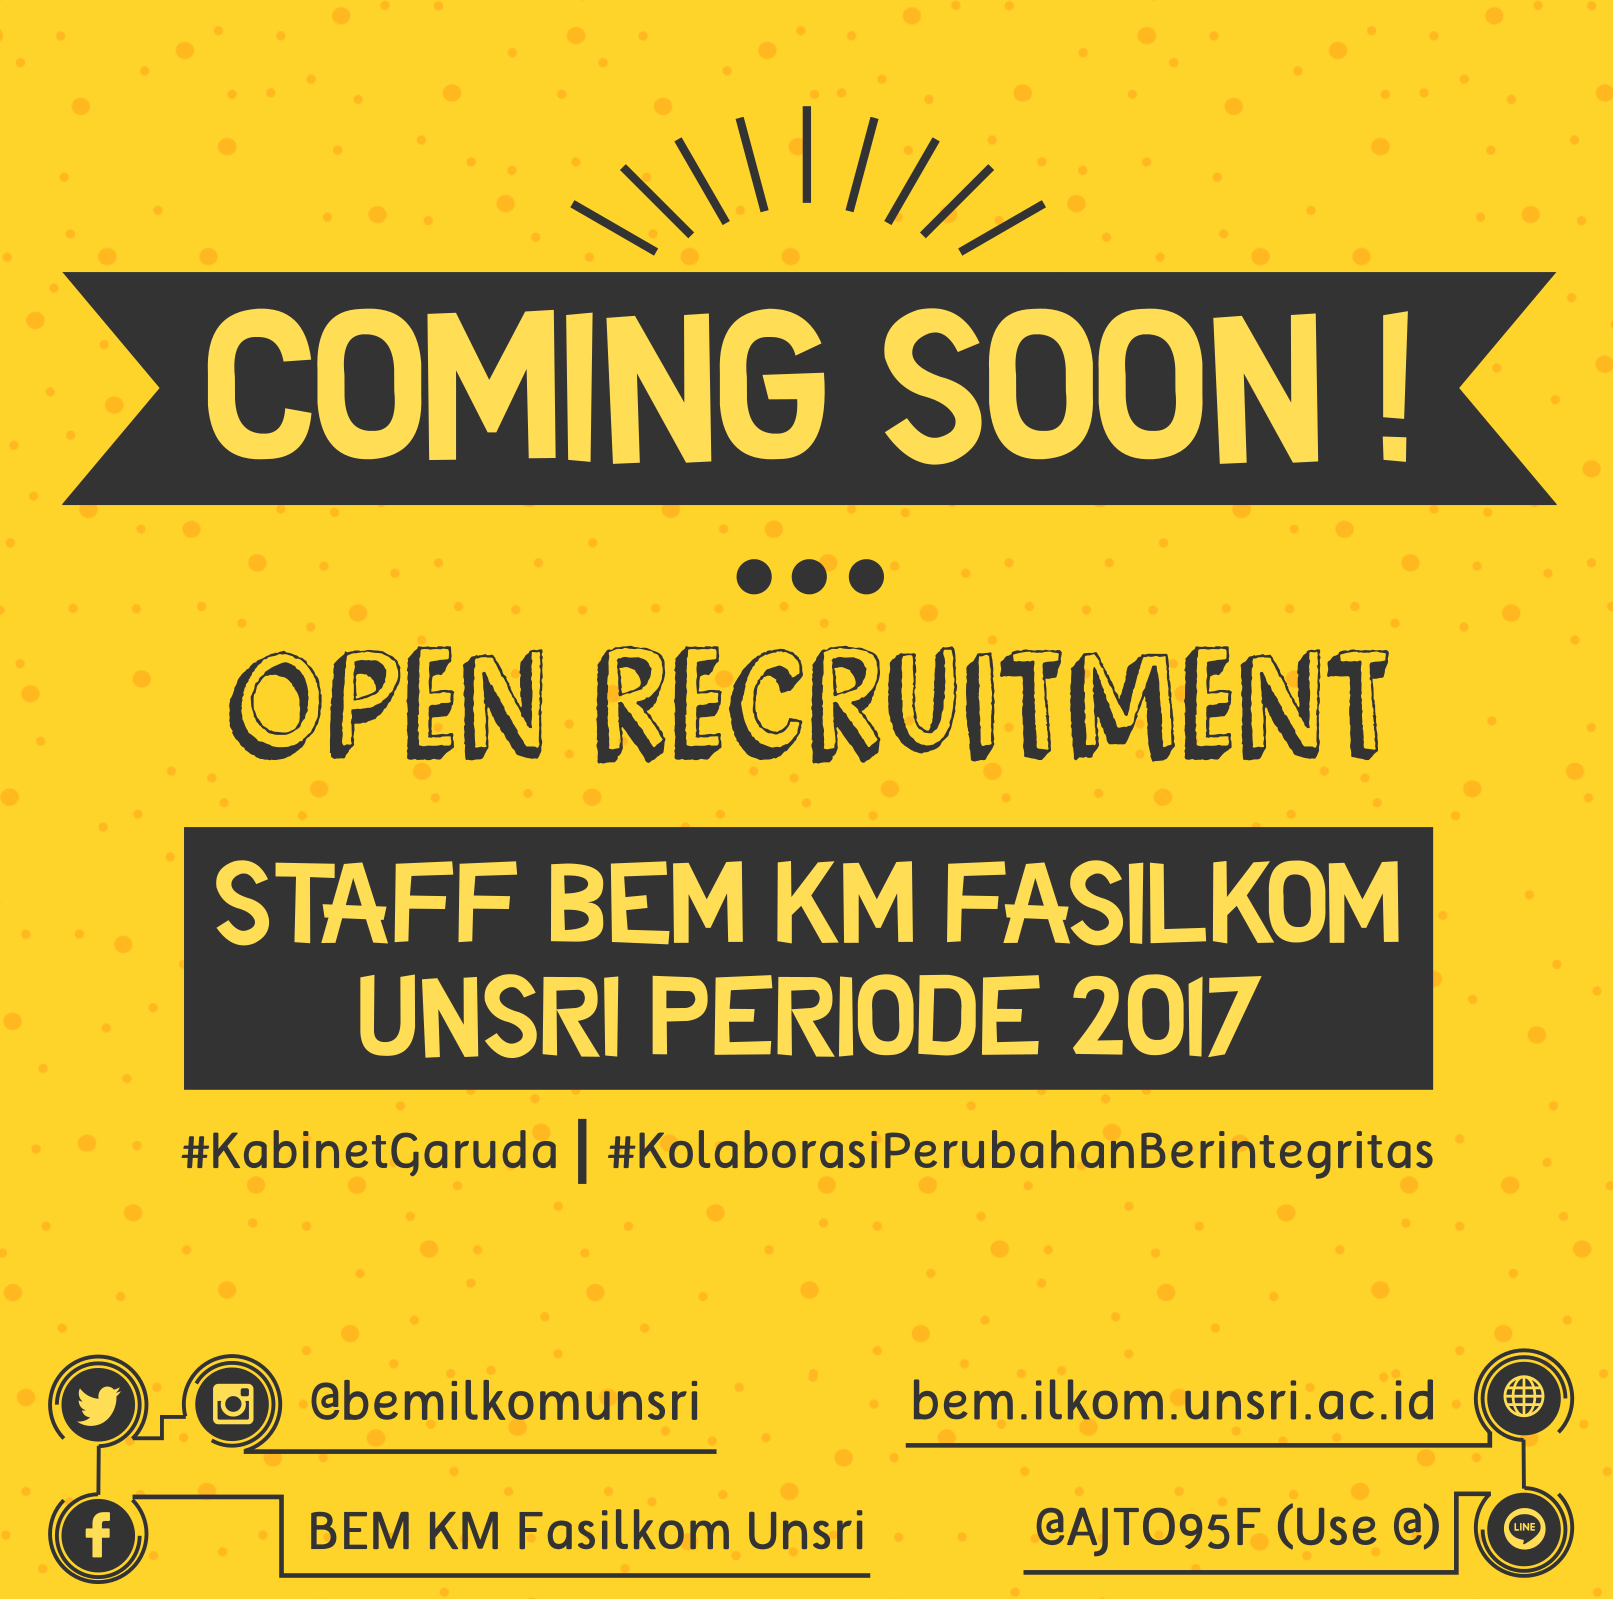 COMING SOON !
OPEN RECRUITMENT
STAFF BEM KM FASILKOM
UNSRI PERIODE 2017
#KabinetGaruda | #KolaborasiPerubahanBerintegritas
@bemilkomunsri
bem.ilkom.unsri.ac.id
BEM KM Fasilkom Unsri
@AJTO95F (Use @)
LINE